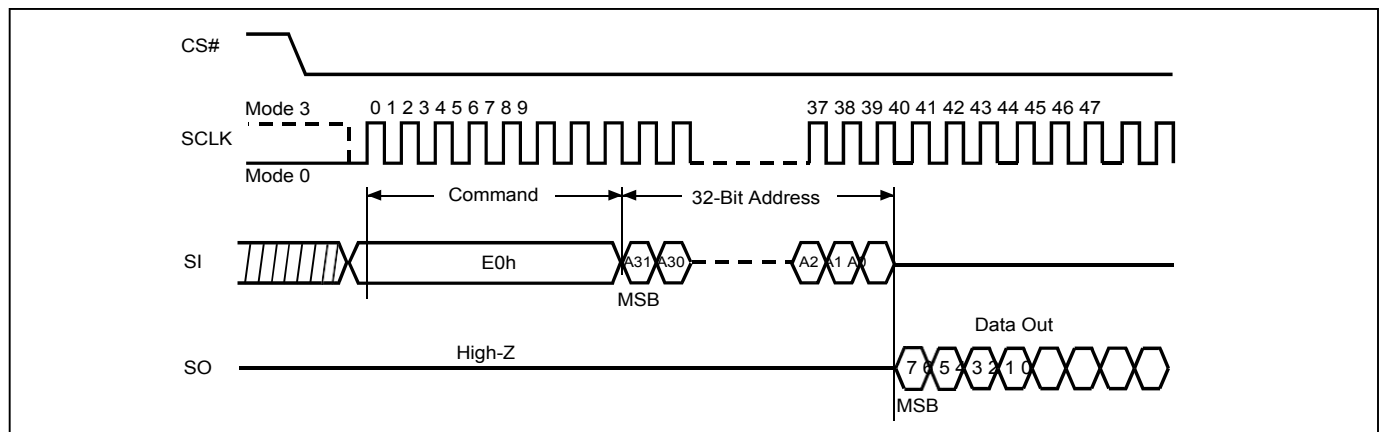 CS#
Mode 3
0 1 2 3 4 5 6 7 8 9
37 38 39 40 41 42 43 44 45 46 47
SCLK
Mode 0
Command
32-Bit Address
SI
E0h
A31
A30
A2
A1 A0
MSB
Data Out
High-Z
SO
7 6 5 4 3 2 1 0
MSB